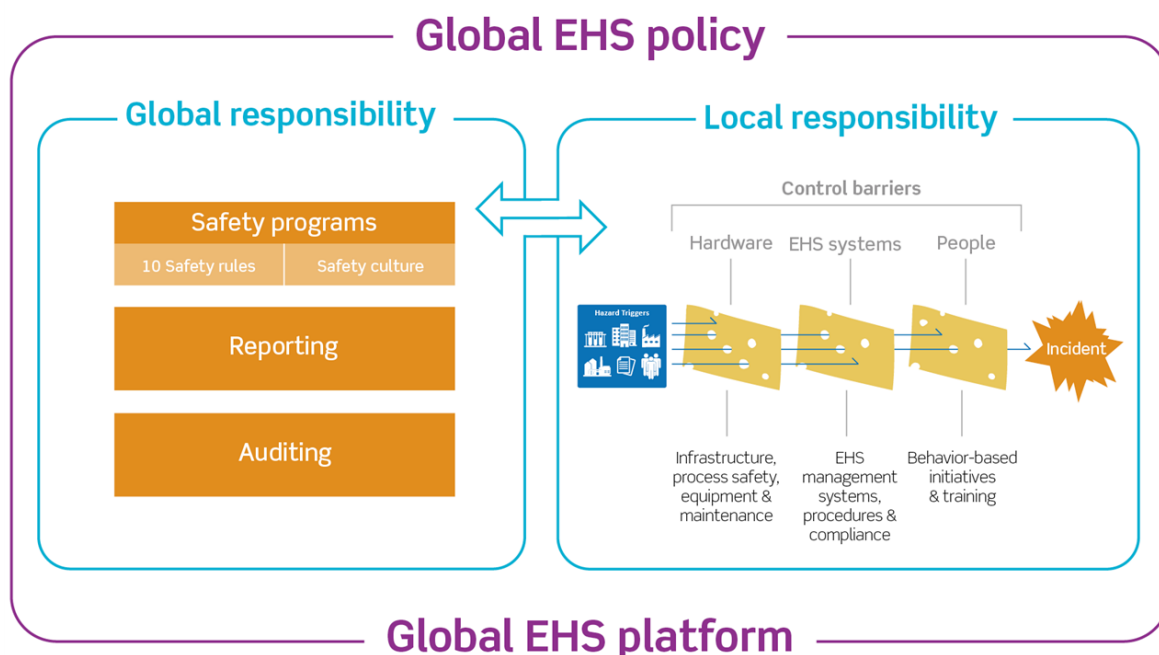 Global EHS policy
Global responsibility
Safety programs
10 Safety rules
Safety culture
Reporting
Auditing
Local responsibility
Control barriers
Hardware
EHS systems
People
Hazard Triggers
Incident
Infrastructure,
process safety,
equipment &
maintenance
EHS
management
systems,
procedures &
compliance
Behavior-based
initiatives
& training
Global EHS platform